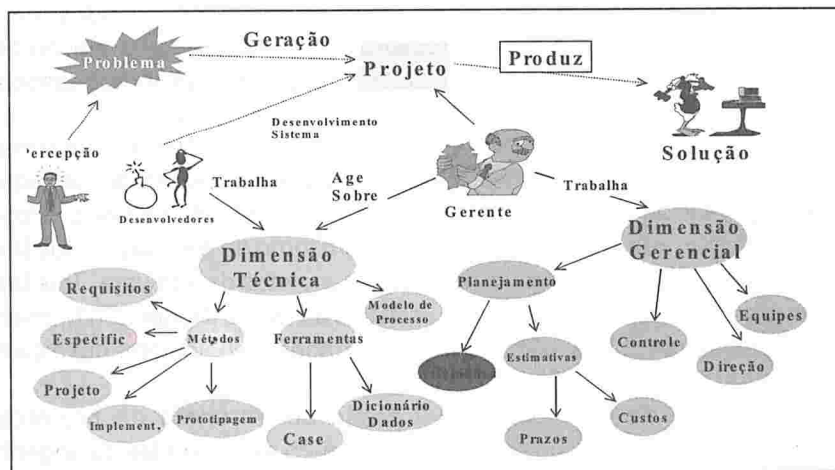 Geração
Problema
Projeto
Produz
Desenvolvimento
Sistema
ercepção
Solução
Trabalha
Age
Sobre
Trabalha
Desenvolvedores
Gerente
Dimensão
Técnica
Dimensão
Gerencial
Requisitos
Modelo de
Processo
Planejamento
Equipes
Especific
Métodos
Ferramentas
Controle
Estimativas
Direção
Projeto
Implement.
Prototipagem
Dicionário
Dados
Case
Custos
Prazos